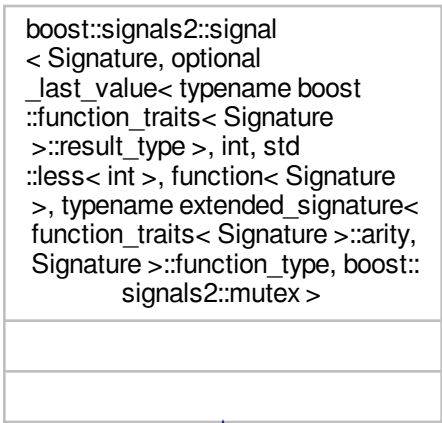 boost::signals2::signal
< Signature, optional
_last_value< typename boost
::function_traits< Signature
>::result_type >, int, std
::less< int >, function< Signature
>, typename extended_signature<
function_traits< Signature >::arity,
Signature >::function_type, boost::
signals2::mutex >